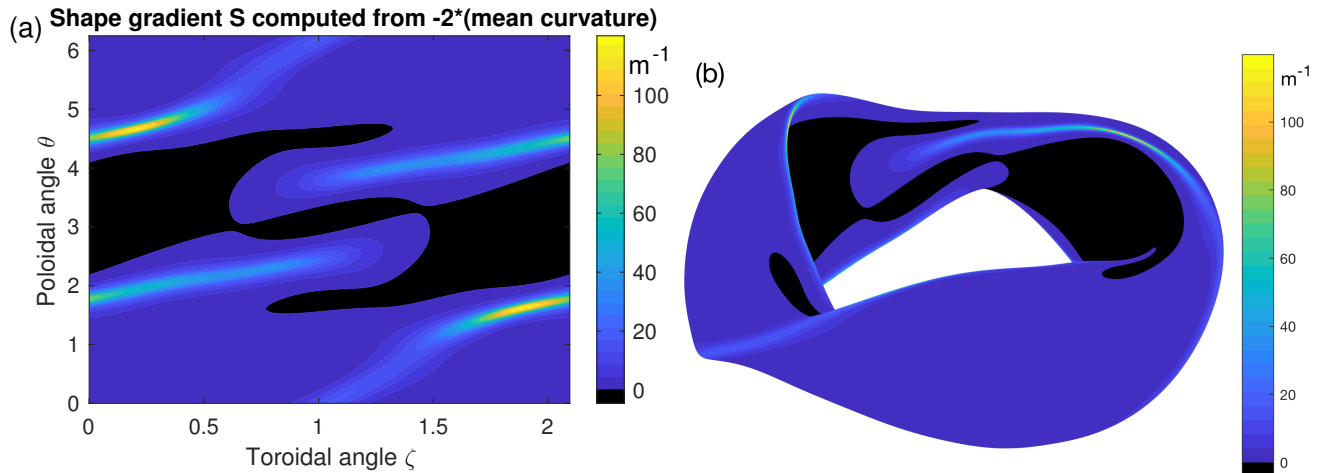 (a) Shape gradient S computed from -2*(mean curvature)
6
5
4
3
2
1
0
Poloidal angle θ
0 0.5 1 1.5 2
Toroidal angle ζ
m⁻¹
100
80
60
40
20
0
(b)
m⁻¹
100
80
60
40
20
0